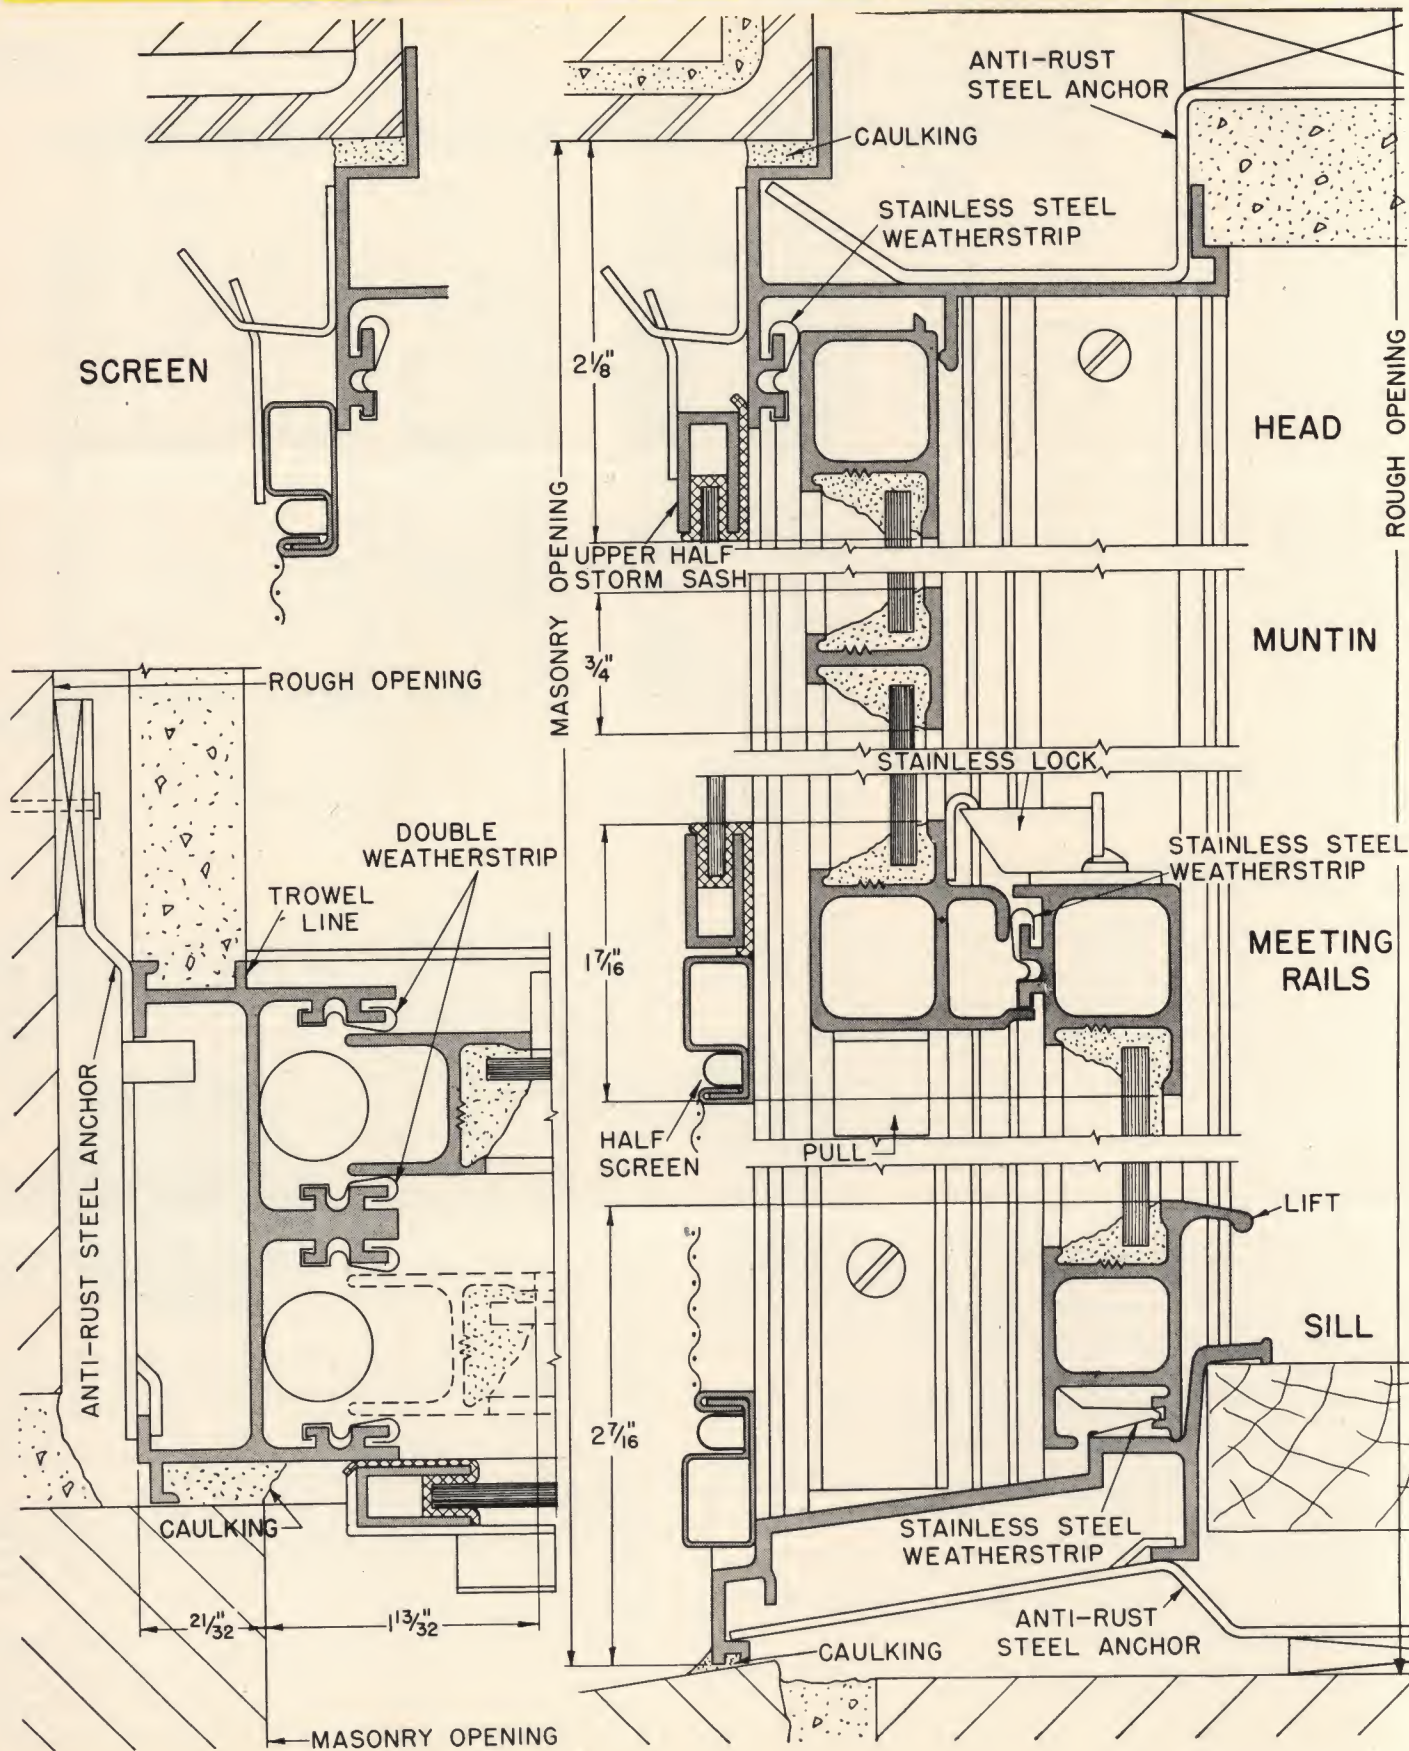 ANTI-RUST
STEEL ANCHOR
CAULKING
STAINLESS STEEL
WEATHERSTRIP
SCREEN
2 1/8"
HEAD
ROUGH OPENING
MASONRY OPENING
UPPER HALF
STORM SASH
MUNTIN
3/4"
ROUGH OPENING
STAINLESS LOCK
DOUBLE
WEATHERSTRIP
STAINLESS STEEL
WEATHERSTRIP
TROWEL
LINE
MEETING
RAILS
1 7/16"
ANTI-RUST STEEL ANCHOR
HALF
SCREEN
PULL
LIFT
SILL
2 7/16"
CAULKING
STAINLESS STEEL
WEATHERSTRIP
21/32"
1 13/32"
ANTI-RUST
STEEL ANCHOR
CAULKING
MASONRY OPENING